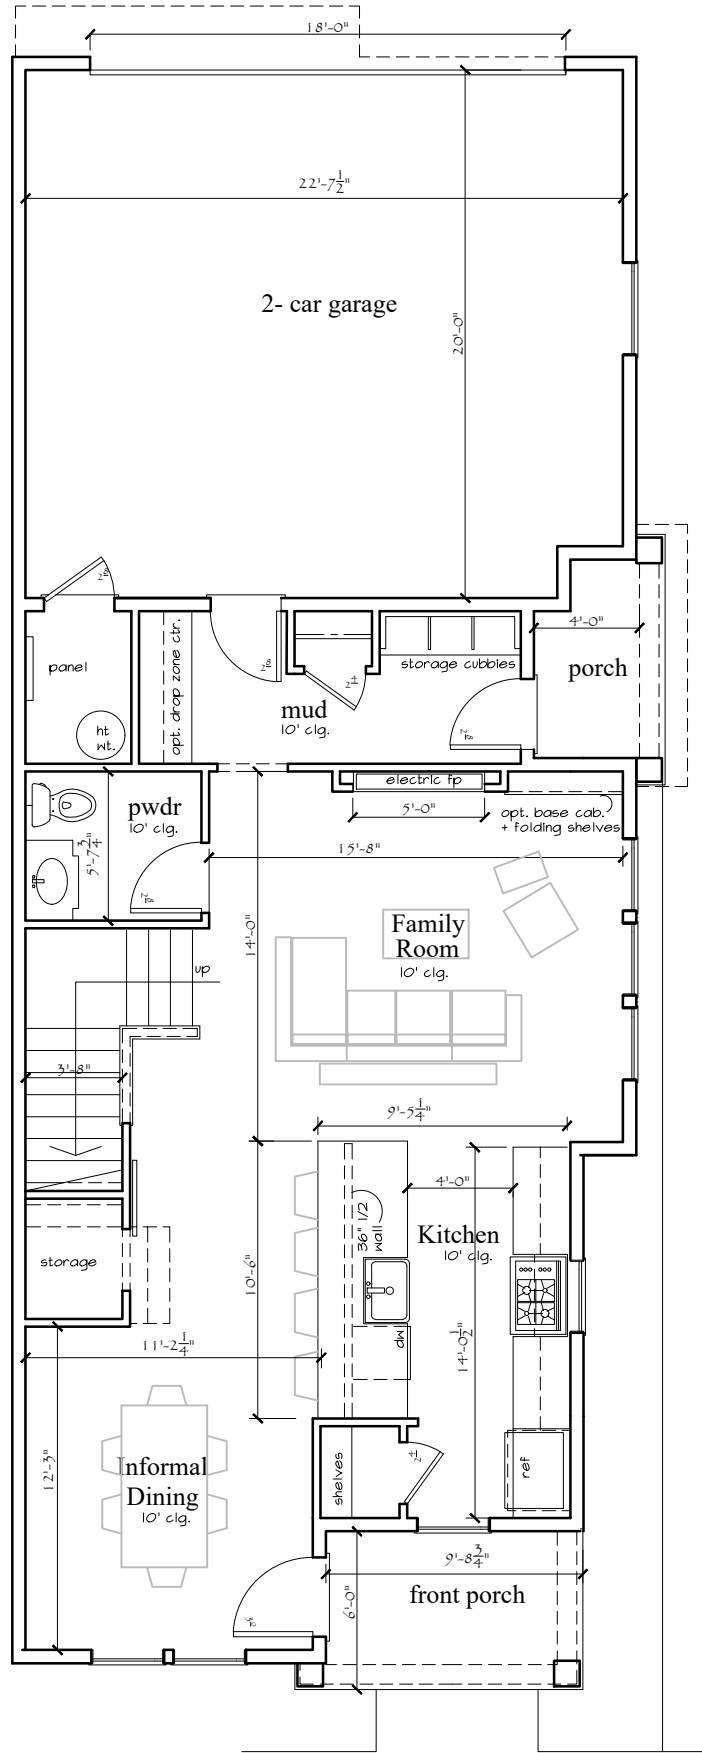 18'-0"
22'-7 1/2"
2- car garage
20'-0"
2 8
panel
ht
wt.
opt. drop zone ctr.
2 8
2 4
storage cubbies
mud
10' clg.
2 8
4'-0"
porch
electric fp
5'-0"
opt. base cab.
+ folding shelves
pwdr
10' clg.
5'-7 3/4"
2 8
15'-8"
14'-0"
Family
Room
10' clg.
up
3'-8"
9'-5 1/4"
4'-0"
36" 1/2
wall
Kitchen
10' clg.
10'-6"
storage
14'-0 1/2"
dw
11'-2 1/4"
12'-3"
shelves
2 4
ref
Informal
Dining
10' clg.
9'-8 3/4"
front porch
6'-0"